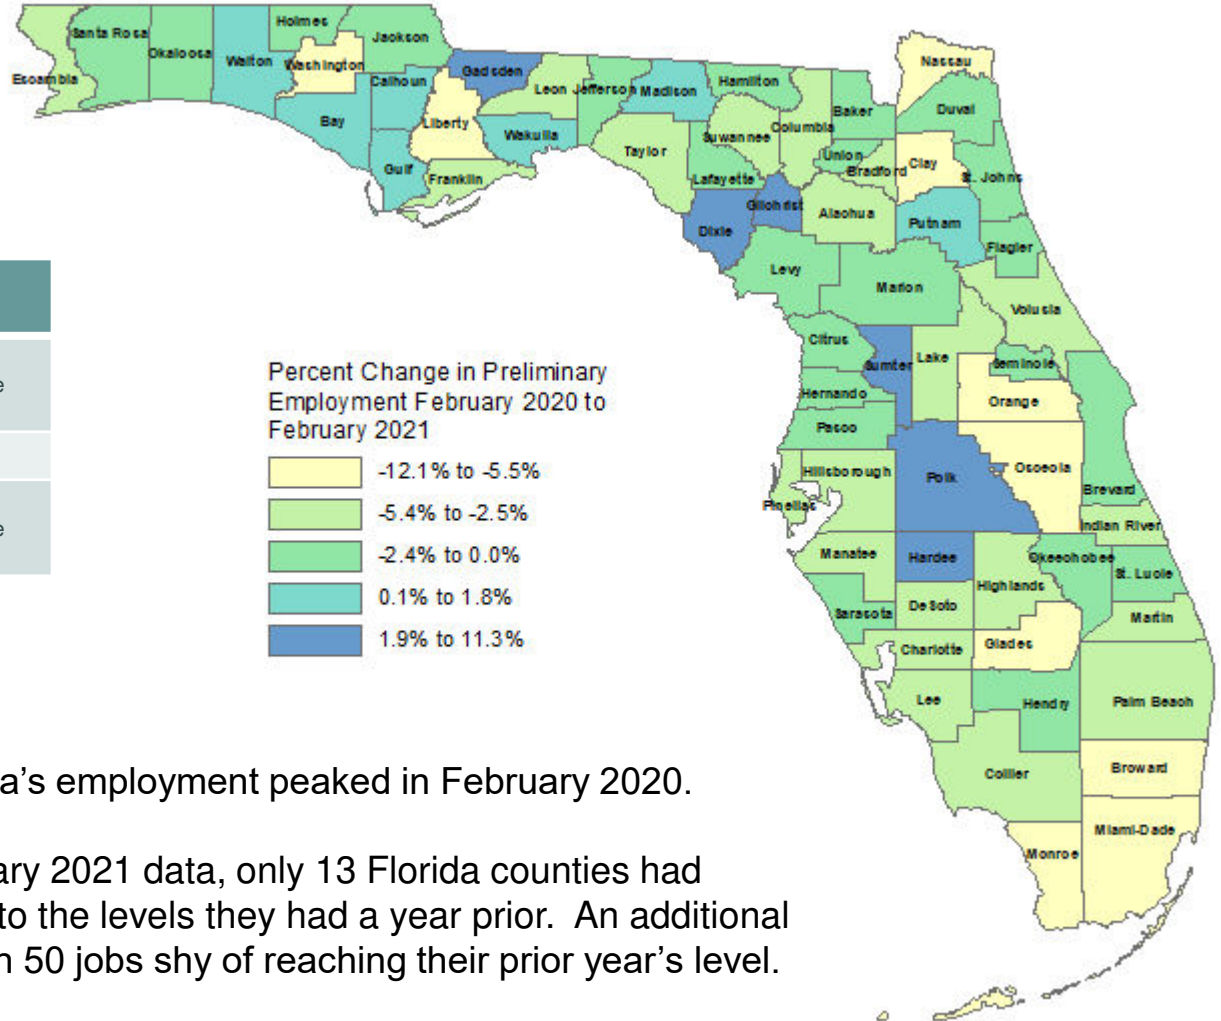 Santa Rosa
Holmes
Jackson
Okaloosa
Walton
Washington
Escambia
Calhoun
Gadsden
Leon
Jefferson
Madison
Hamilton
Nassau
Bay
Liberty
Wakulla
Taylor
Suwannee
Columbia
Baker
Duval
Gulf
Franklin
Lafayette
Union
Bradford
Clay
St. Johns
Dixie
Gilchrist
Alachua
Putnam
Flagler
Levy
Marion
Volusia
e
e
Citrus
Sumter
Lake
Seminole
Hernando
Orange
Pasco
Hillsborough
Polk
Osceola
Brevard
Pinellas
Indian River
Manatee
Hardee
Okeechobee
St. Lucie
Highlands
Sarasota
DeSoto
Martin
Charlotte
Glades
Lee
Hendry
Palm Beach
Collier
Broward
Miami-Dade
Monroe
Percent Change in Preliminary
Employment February 2020 to
February 2021
-12.1% to -5.5%
-5.4% to -2.5%
-2.4% to 0.0%
0.1% to 1.8%
1.9% to 11.3%
a’s employment peaked in February 2020.
ary 2021 data, only 13 Florida counties had
to the levels they had a year prior. An additional
n 50 jobs shy of reaching their prior year’s level.